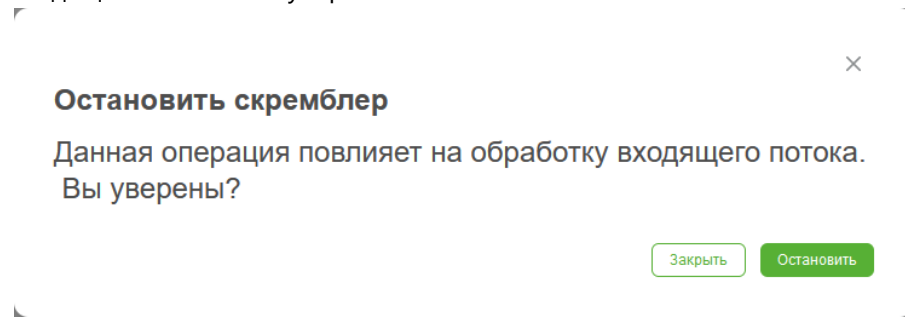 Остановить скремблер
Данная операция повлияет на обработку входящего потока.
Вы уверены?
Закрыть
Остановить